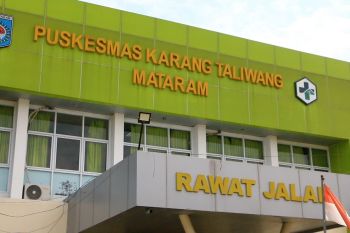 PUSKESMAS KARANG TALIWANG
MATARAM
RAWAT JALAN